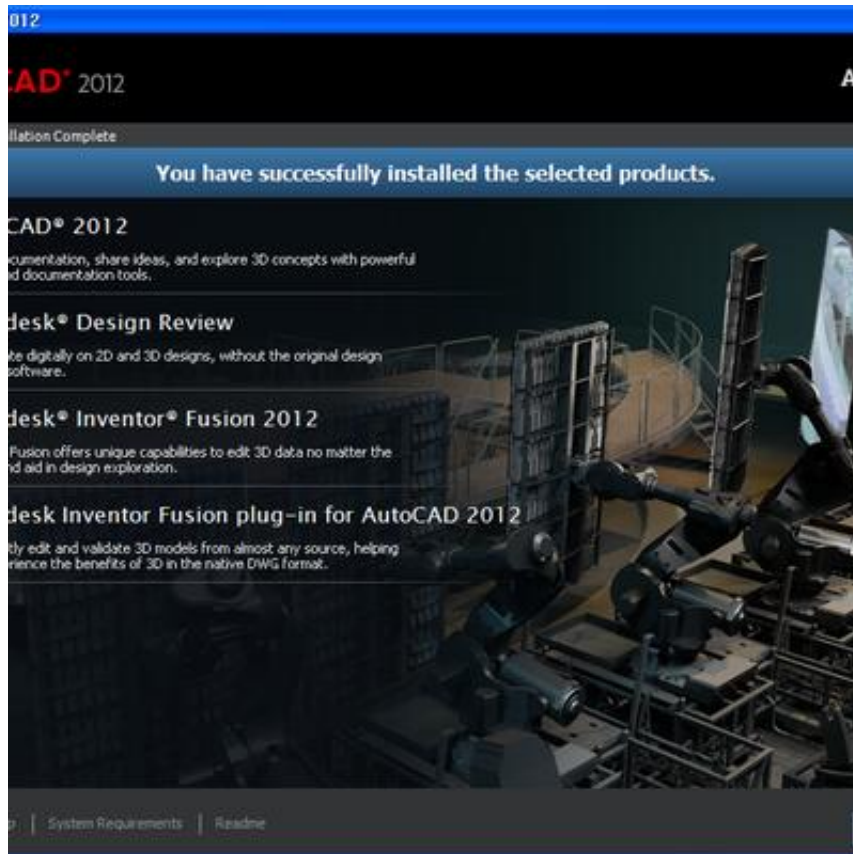 012
CAD® 2012
A
llation Complete
You have successfully installed the selected products.
CAD® 2012
ocumentation, share ideas, and explore 3D concepts with powerful
nd documentation tools.
desk® Design Review
te digitally on 2D and 3D designs, without the original design
software.
desk® Inventor® Fusion 2012
Fusion offers unique capabilities to edit 3D data no matter the
nd aid in design exploration.
desk Inventor Fusion plug-in for AutoCAD 2012
tly edit and validate 3D models from almost any source, helping
rience the benefits of 3D in the native DWG format.
p | System Requirements | Readme